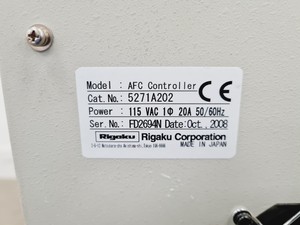 Model : AFC Controller CE
Cat.No.: 5271A202
Power : 115 VAC 1Φ 20A 50/60Hz
Ser.No.: FD2694N Date:Oct., 2008
Rigaku Rigaku Corporation
MADE IN JAPAN